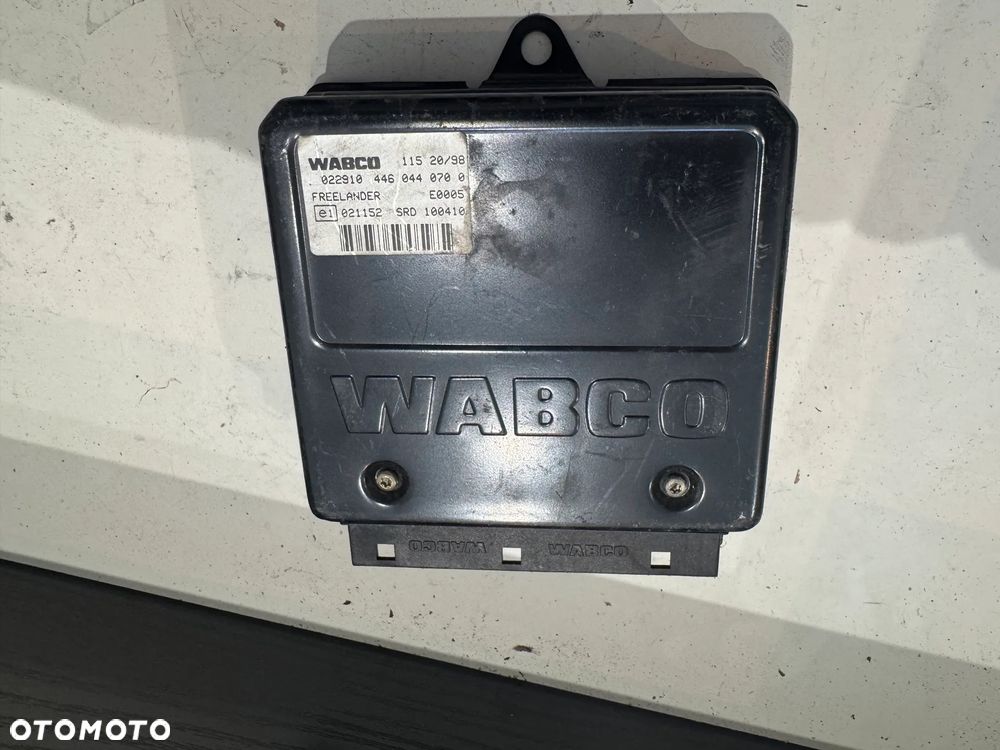 WABCO 115 20/98
022910 446 044 070 0
FREELANDER E0005
e1 021152 SRD 100410
WABCO
WABCO WABCO
OTOMOTO